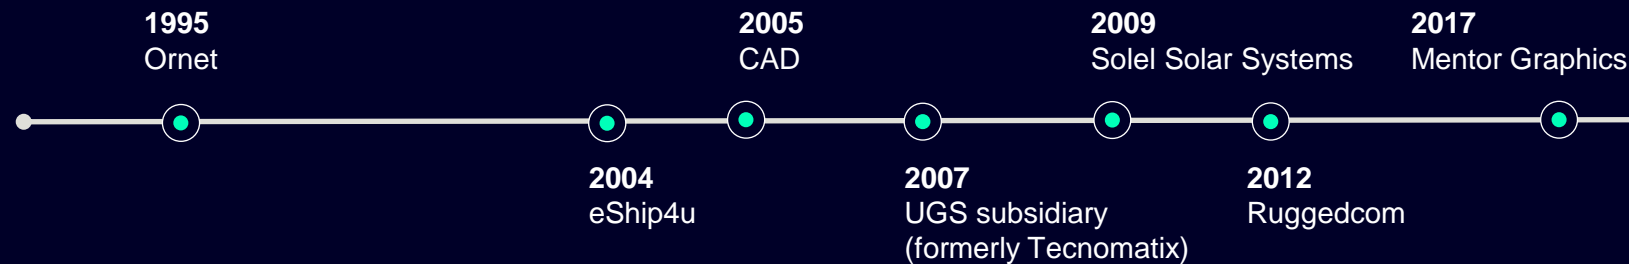 1995
Ornet
2004
eShip4u
2005
CAD
2007
UGS subsidiary
(formerly Tecnomatix)
2009
Solel Solar Systems
2012
Ruggedcom
2017
Mentor Graphics